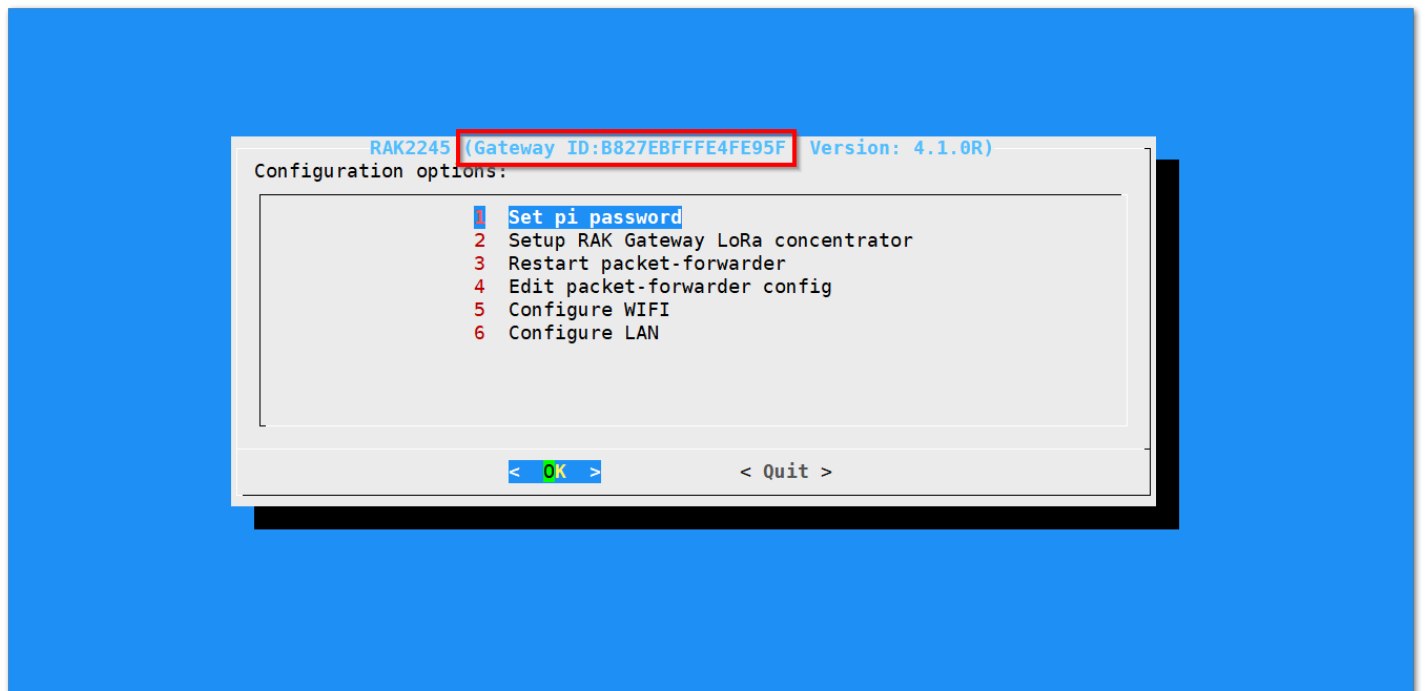 RAK2245 (Gateway ID:B827EBFFFE4FE95F Version: 4.1.0R)
Configuration options:
1 Set pi password
2 Setup RAK Gateway LoRa concentrator
3 Restart packet-forwarder
4 Edit packet-forwarder config
5 Configure WIFI
6 Configure LAN
< OK > < Quit >